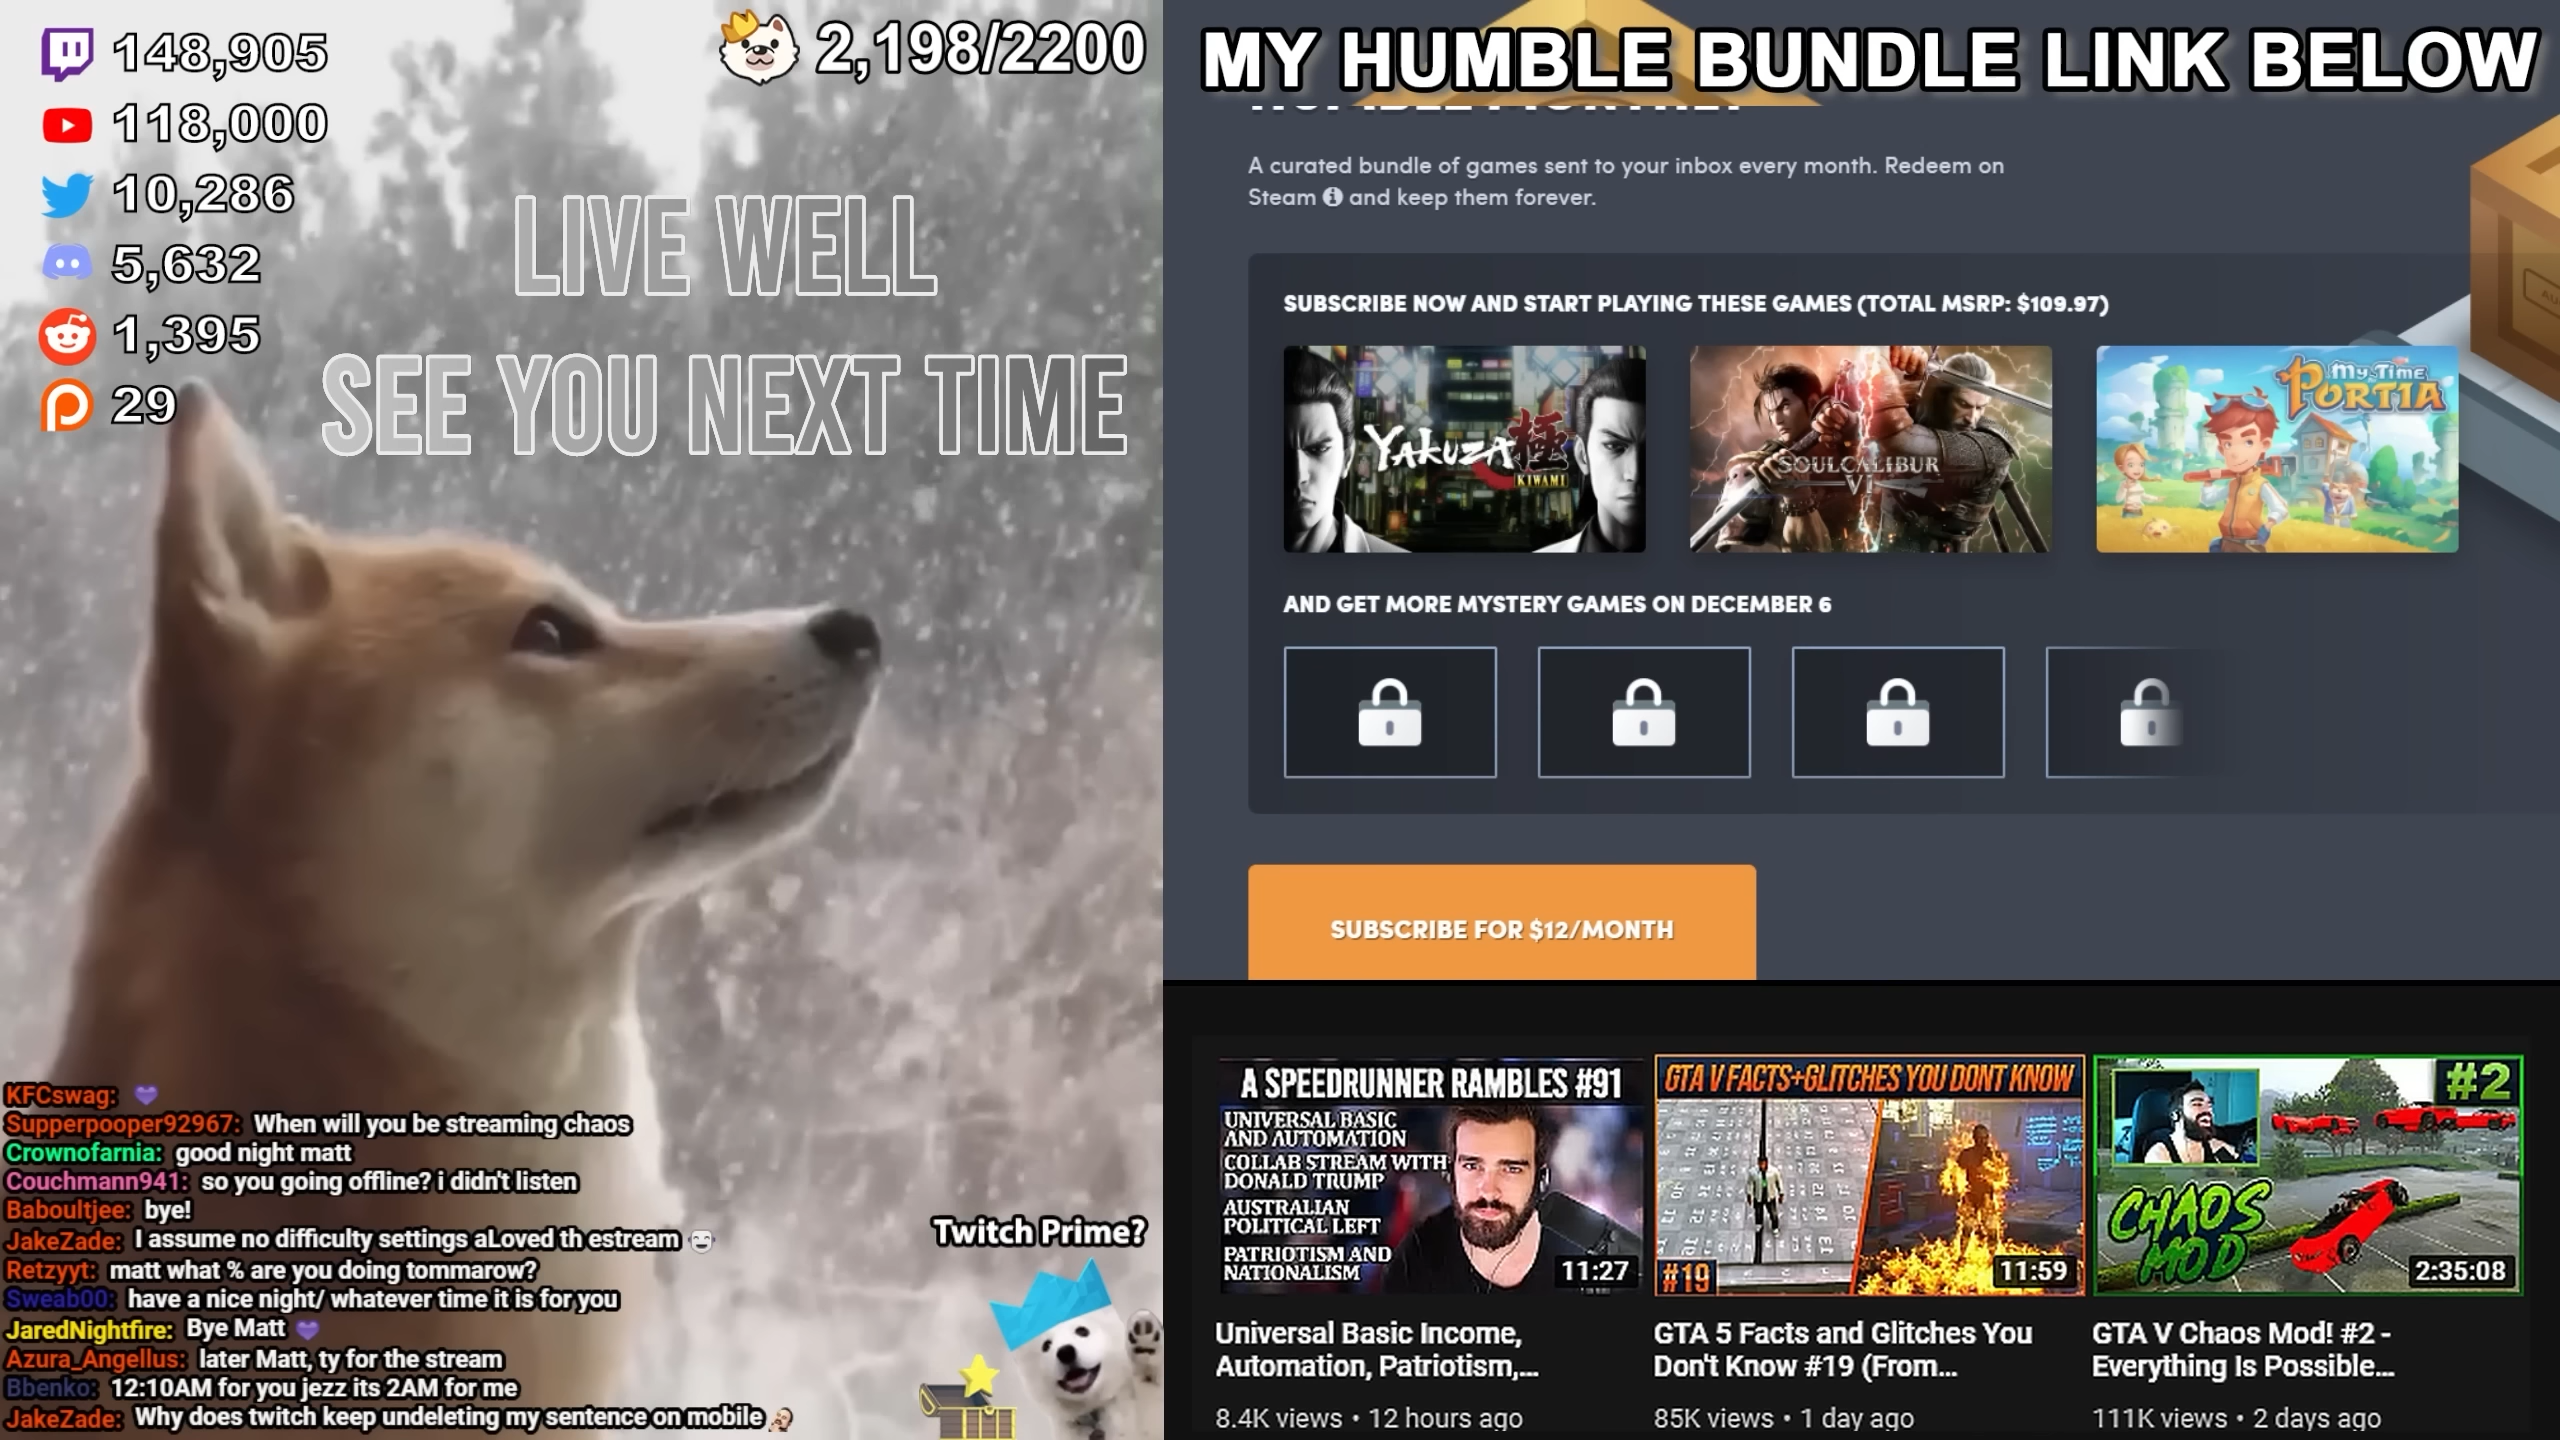 148,905
118,000
10,286
5,632
1,395
29
2,198/2200
LIVE WELL
SEE YOU NEXT TIME
KFCswag:
Supperpooper92967: When will you be streaming chaos
Crownofarnia: good night matt
Couchmann941: so you going offline? i didn't listen
Baboultjee: bye!
JakeZade: I assume no difficulty settings aLoved th estream
Retzyyt: matt what % are you doing tommarow?
Sweab00: have a nice night/ whatever time it is for you
JaredNightfire: Bye Matt
Azura_Angellus: later Matt, ty for the stream
Bbenko: 12:10AM for you jezz its 2AM for me
JakeZade: Why does twitch keep undeleting my sentence on mobile
Twitch Prime?
MY HUMBLE BUNDLE LINK BELOW
A curated bundle of games sent to your inbox every month. Redeem on
Steam and keep them forever.
SUBSCRIBE NOW AND START PLAYING THESE GAMES (TOTAL MSRP: $109.97)
YAKUZA極
KIWAMI
SOULCALIBUR
VI
My Time
PORTIA
AND GET MORE MYSTERY GAMES ON DECEMBER 6
SUBSCRIBE FOR $12/MONTH
A SPEEDRUNNER RAMBLES #91
UNIVERSAL BASIC
AND AUTOMATION
COLLAB STREAM WITH
DONALD TRUMP
AUSTRALIAN
POLITICAL LEFT
PATRIOTISM AND
NATIONALISM
11:27
Universal Basic Income,
Automation, Patriotism,...
8.4K views • 12 hours ago
GTA V FACTS+GLITCHES YOU DONT KNOW
#19
11:59
GTA 5 Facts and Glitches You
Don't Know #19 (From...
85K views • 1 day ago
#2
CHAOS
MOD
2:35:08
GTA V Chaos Mod! #2 -
Everything Is Possible...
111K views • 2 days ago